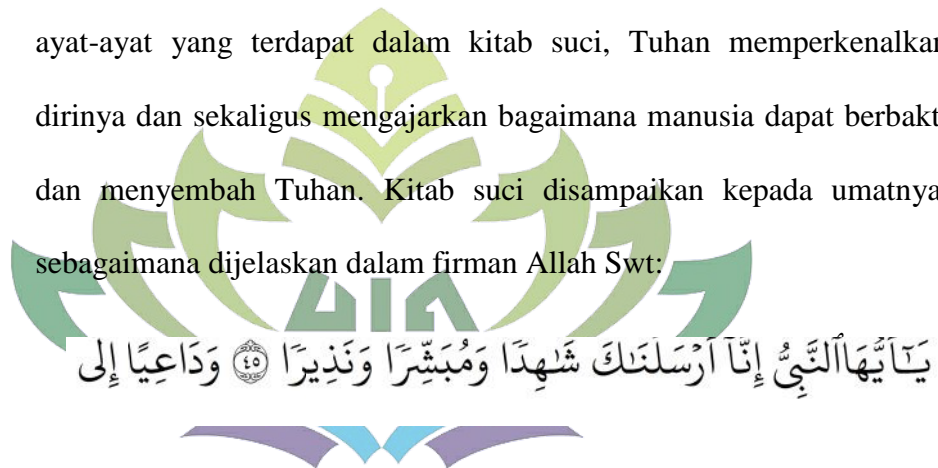 ayat-ayat yang terdapat dalam kitab suci, Tuhan memperkenalkan
dirinya dan sekaligus mengajarkan bagaimana manusia dapat berbakt
dan menyembah Tuhan. Kitab suci disampaikan kepada umatnya
sebagaimana dijelaskan dalam firman Allah Swt:
يَـٰٓأَيُّهَا ٱلنَّبِىُّ إِنَّآ أَرْسَلْنَـٰكَ شَـٰهِدًا وَمُبَشِّرًا وَنَذِيرًا ۝٤٥ وَدَاعِيًا إِلَى